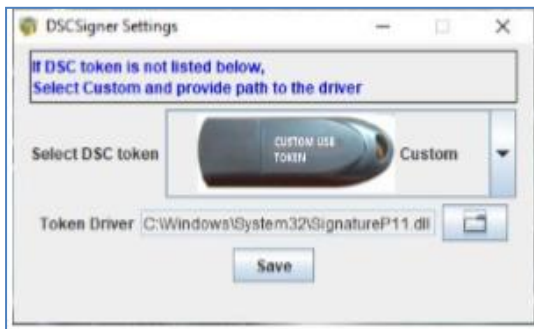 DSCSigner Settings
If DSC token is not listed below,
Select Custom and provide path to the driver
Select DSC token
CUSTOM USB
TOKEN
Custom
Token Driver C:\Windows\System32\SignatureP11.dll
Save